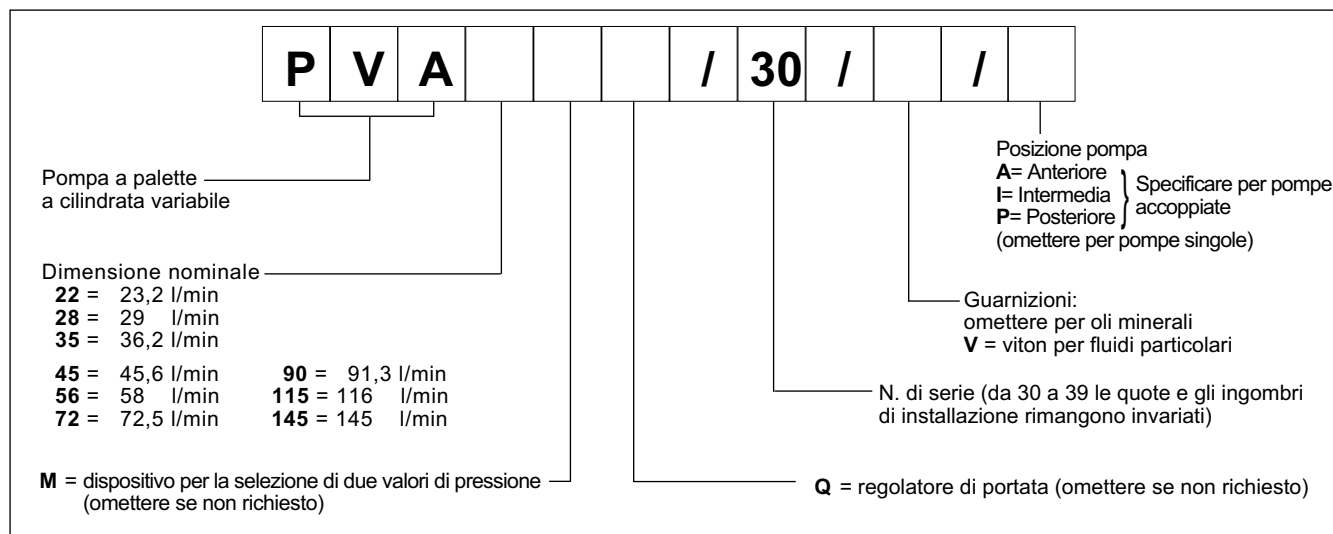 P V A / 30 / /
Pompa a palette
a cilindrata variabile
Dimensione nominale
22 = 23,2 l/min
28 = 29 l/min
35 = 36,2 l/min
45 = 45,6 l/min
56 = 58 l/min
72 = 72,5 l/min
90 = 91,3 l/min
115 = 116 l/min
145 = 145 l/min
M = dispositivo per la selezione di due valori di pressione
(omettere se non richiesto)
Posizione pompa
A= Anteriore
I= Intermedia
P= Posteriore
} Specificare per pompe
accoppiate
(omettere per pompe singole)
Guarnizioni:
omettere per oli minerali
V = viton per fluidi particolari
N. di serie (da 30 a 39 le quote e gli ingombri
di installazione rimangono invariati)
Q = regolatore di portata (omettere se non richiesto)